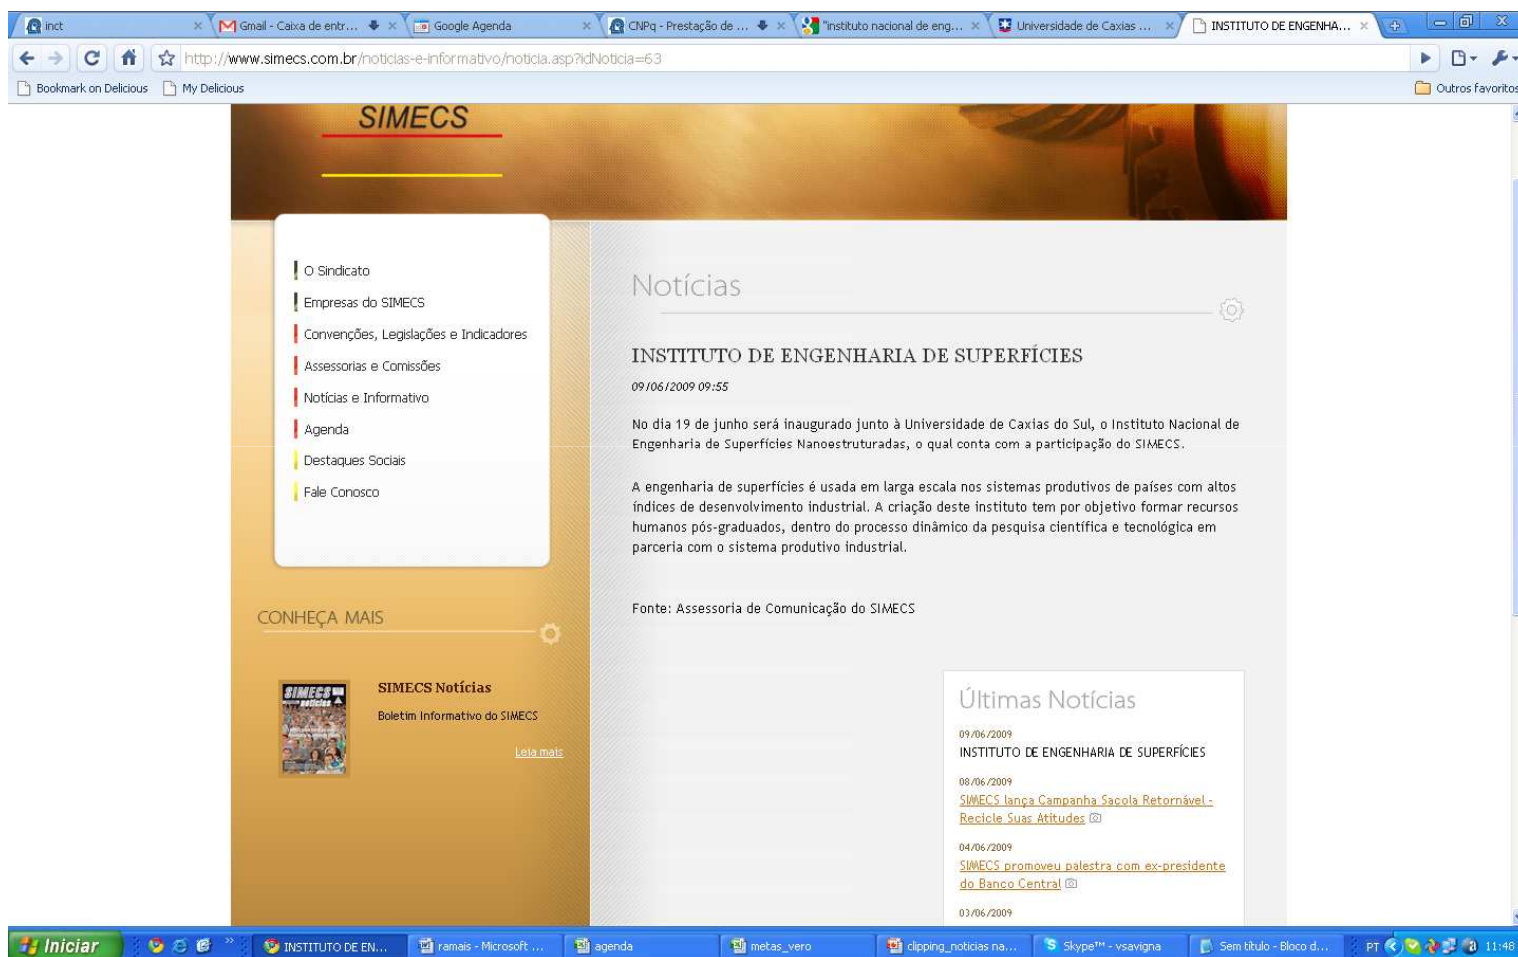 inct
Gmail - Caixa de entr...
Google Agenda
CNPq - Prestação de ...
"instituto nacional de eng...
Universidade de Caxias ...
INSTITUTO DE ENGENHA...
http://www.simecs.com.br/noticias-e-informativo/noticia.asp?idNoticia=63
Bookmark on Delicious
My Delicious
Outros favoritos
SIMECS
O Sindicato
Empresas do SIMECS
Convenções, Legislações e Indicadores
Assessorias e Comissões
Notícias e Informativo
Agenda
Destaques Sociais
Fale Conosco
CONHEÇA MAIS
SIMECS
notícias
SIMECS Notícias
Boletim Informativo do SIMECS
Leia mais
Notícias
INSTITUTO DE ENGENHARIA DE SUPERFÍCIES
09/06/2009 09:55
No dia 19 de junho será inaugurado junto à Universidade de Caxias do Sul, o Instituto Nacional de
Engenharia de Superfícies Nanoestruturadas, o qual conta com a participação do SIMECS.
A engenharia de superfícies é usada em larga escala nos sistemas produtivos de países com altos
índices de desenvolvimento industrial. A criação deste instituto tem por objetivo formar recursos
humanos pós-graduados, dentro do processo dinâmico da pesquisa científica e tecnológica em
parceria com o sistema produtivo industrial.
Fonte: Assessoria de Comunicação do SIMECS
Últimas Notícias
09/06/2009
INSTITUTO DE ENGENHARIA DE SUPERFÍCIES
08/06/2009
SIMECS lança Campanha Sacola Retornável -
Recicle Suas Atitudes
04/06/2009
SIMECS promoveu palestra com ex-presidente
do Banco Central
03/06/2009
Iniciar
INSTITUTO DE EN...
ramais - Microsoft ...
agenda
metas_vero
clipping_noticias na...
Skype™ - vsavigna
Sem título - Bloco d...
PT
11:48